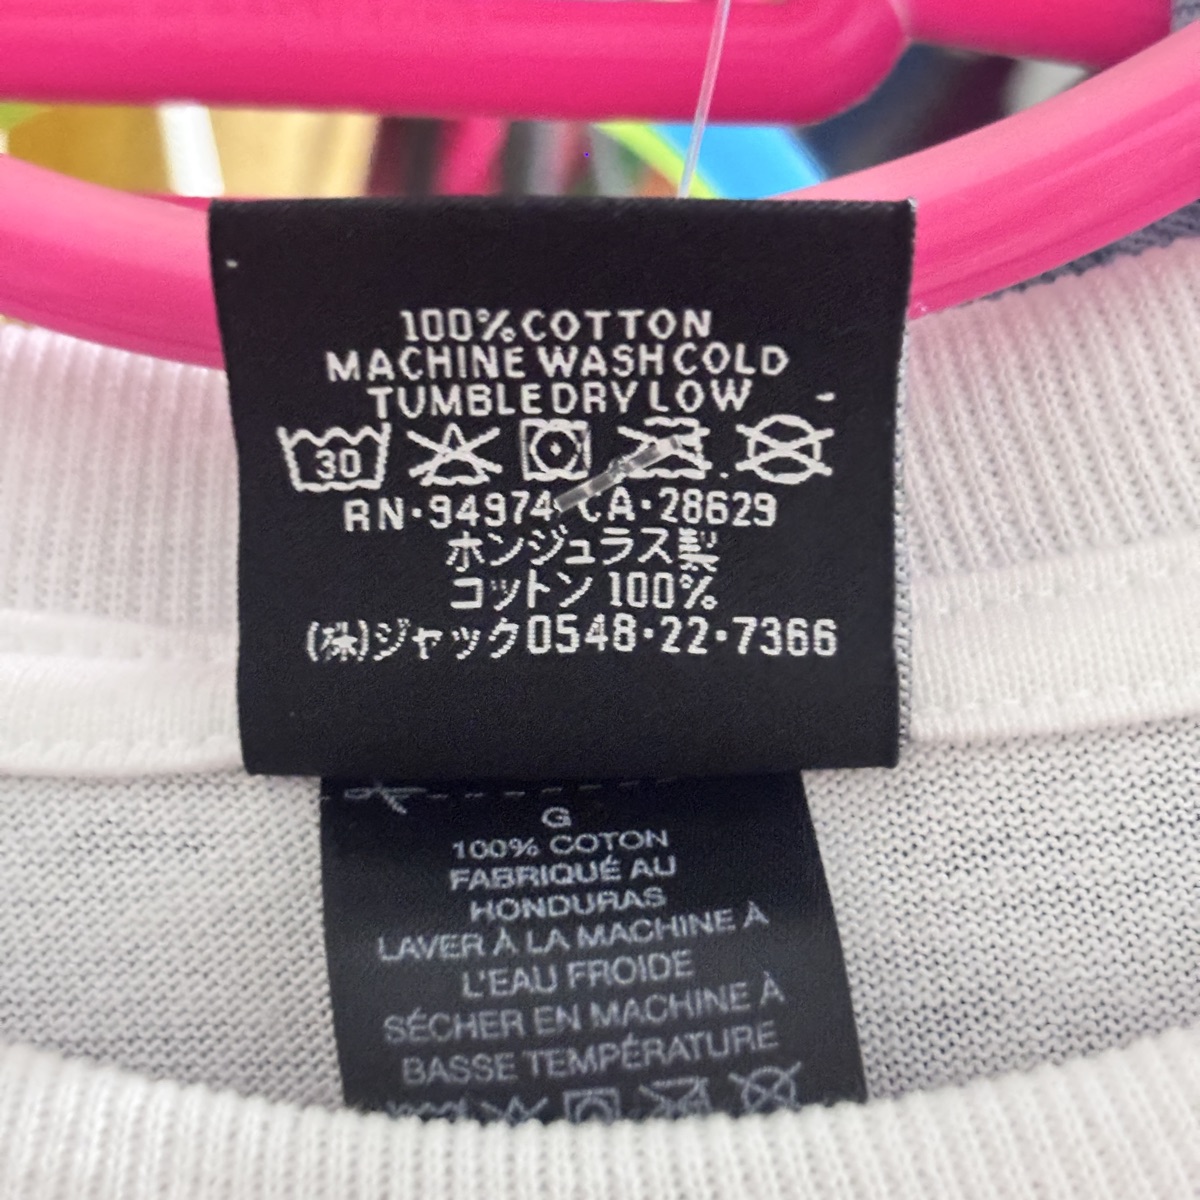 100% COTTON
MACHINE WASH COLD
TUMBLE DRY LOW
30
RN·94974 CA·28629
ホンジュラス製
コットン 100%
(株)ジャック0548·22·7366
G
100% COTON
FABRIQUÉ AU
HONDURAS
LAVER À LA MACHINE À
L'EAU FROIDE
SÉCHER EN MACHINE À
BASSE TEMPÉRATURE